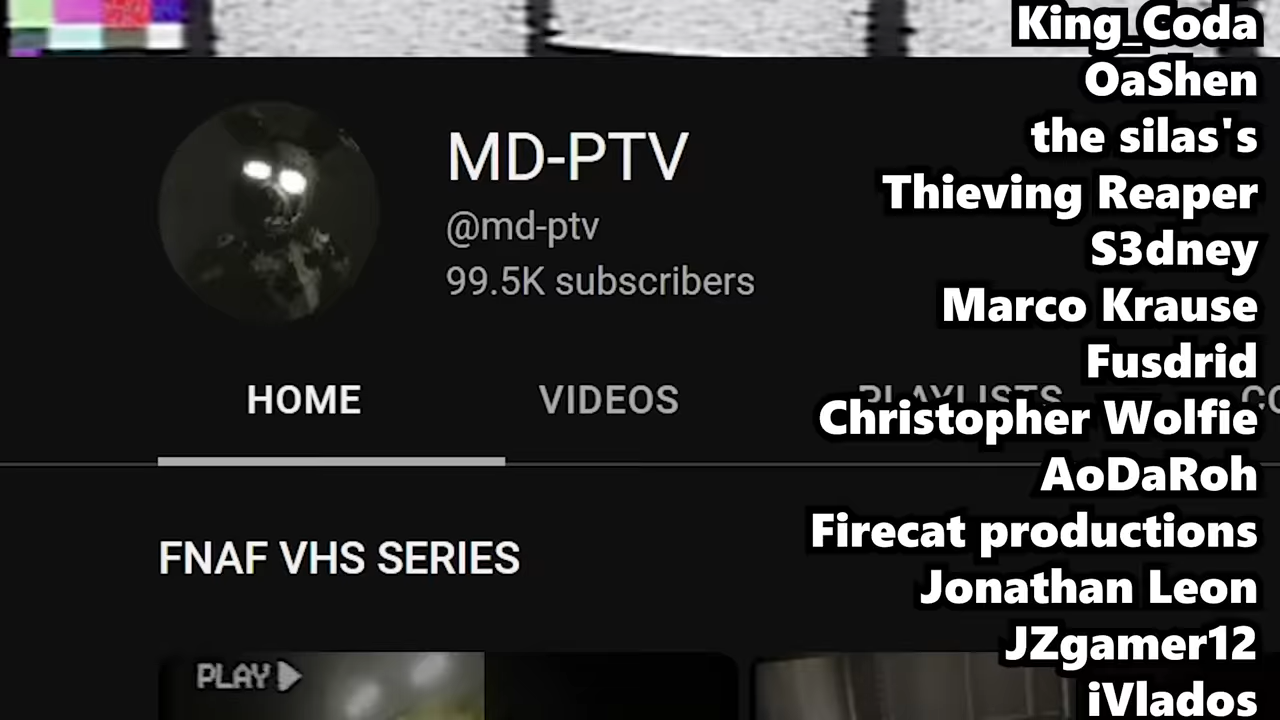 King_Coda
OaShen
the silas's
MD-PTV
Thieving Reaper
@md-ptv
S3dney
99.5K subscribers
Marco Krause
Fusdrid
HOME
VIDEOS
PLAYLISTS
Christopher Wolfie
AoDaRoh
Firecat productions
FNAF VHS SERIES
Jonathan Leon
JZgamer12
PLAY
iVlados